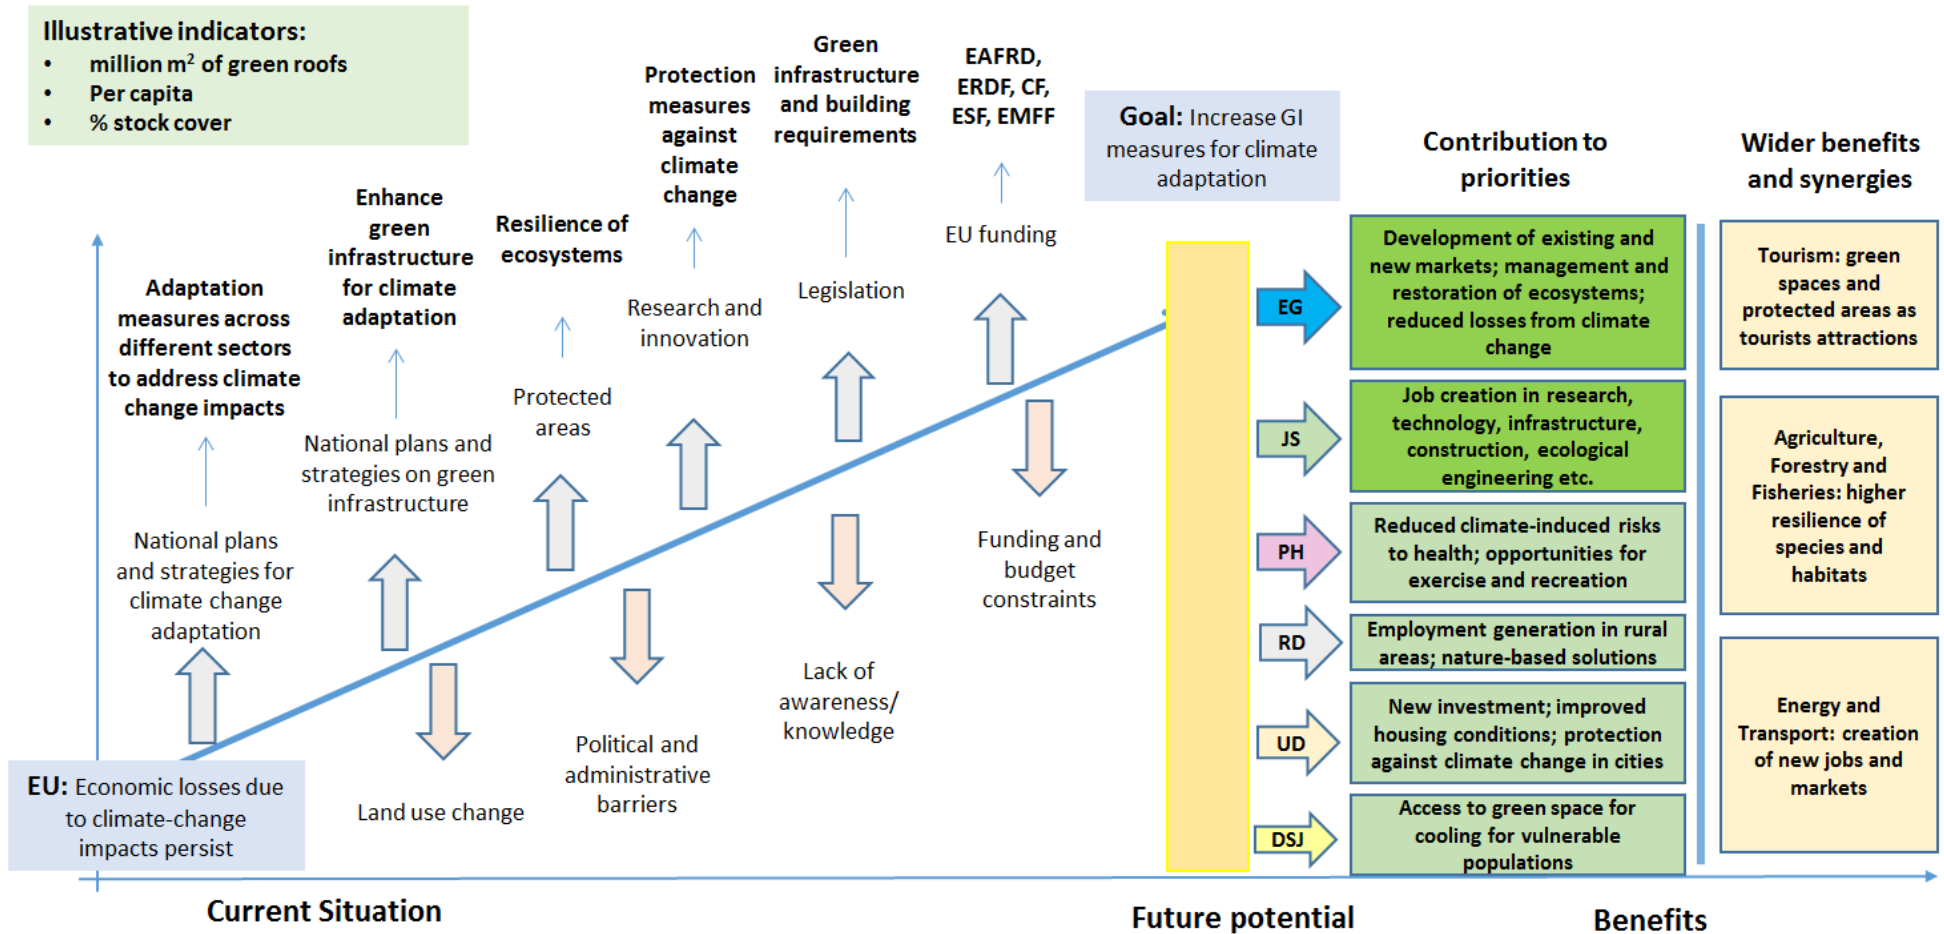 Illustrative indicators:
• million m² of green roofs
• Per capita
• % stock cover
Adaptation
measures across
different sectors
to address climate
change impacts
National plans
and strategies for
climate change
adaptation
Enhance
green
infrastructure
for climate
adaptation
National plans and
strategies on green
infrastructure
Resilience of
ecosystems
Protected
areas
Protection
measures
against
climate
change
Research and
innovation
Green
infrastructure
and building
requirements
Legislation
EAFRD,
ERDF, CF,
ESF, EMFF
EU funding
Goal: Increase GI
measures for climate
adaptation
EU: Economic losses due
to climate-change
impacts persist
Land use change
Political and
administrative
barriers
Lack of
awareness/
knowledge
Funding and
budget
constraints
Contribution to
priorities
EG
Development of existing and
new markets; management and
restoration of ecosystems;
reduced losses from climate
change
JS
Job creation in research,
technology, infrastructure,
construction, ecological
engineering etc.
PH
Reduced climate-induced risks
to health; opportunities for
exercise and recreation
RD
Employment generation in rural
areas; nature-based solutions
UD
New investment; improved
housing conditions; protection
against climate change in cities
DSJ
Access to green space for
cooling for vulnerable
populations
Wider benefits
and synergies
Tourism: green
spaces and
protected areas as
tourists attractions
Agriculture,
Forestry and
Fisheries: higher
resilience of
species and
habitats
Energy and
Transport: creation
of new jobs and
markets
Current Situation
Future potential
Benefits